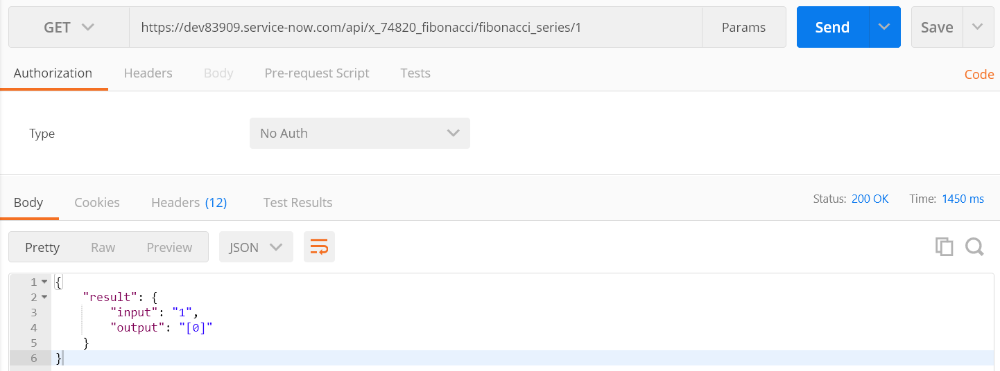 GET https://dev83909.service-now.com/api/x_74820_fibonacci/fibonacci_series/1 Params Send Save
Authorization Headers Body Pre-request Script Tests Code
Type No Auth
Body Cookies Headers (12) Test Results Status: 200 OK Time: 1450 ms
Pretty Raw Preview JSON
1 {
2 "result": {
3 "input": "1",
4 "output": "[0]"
5 }
6 }